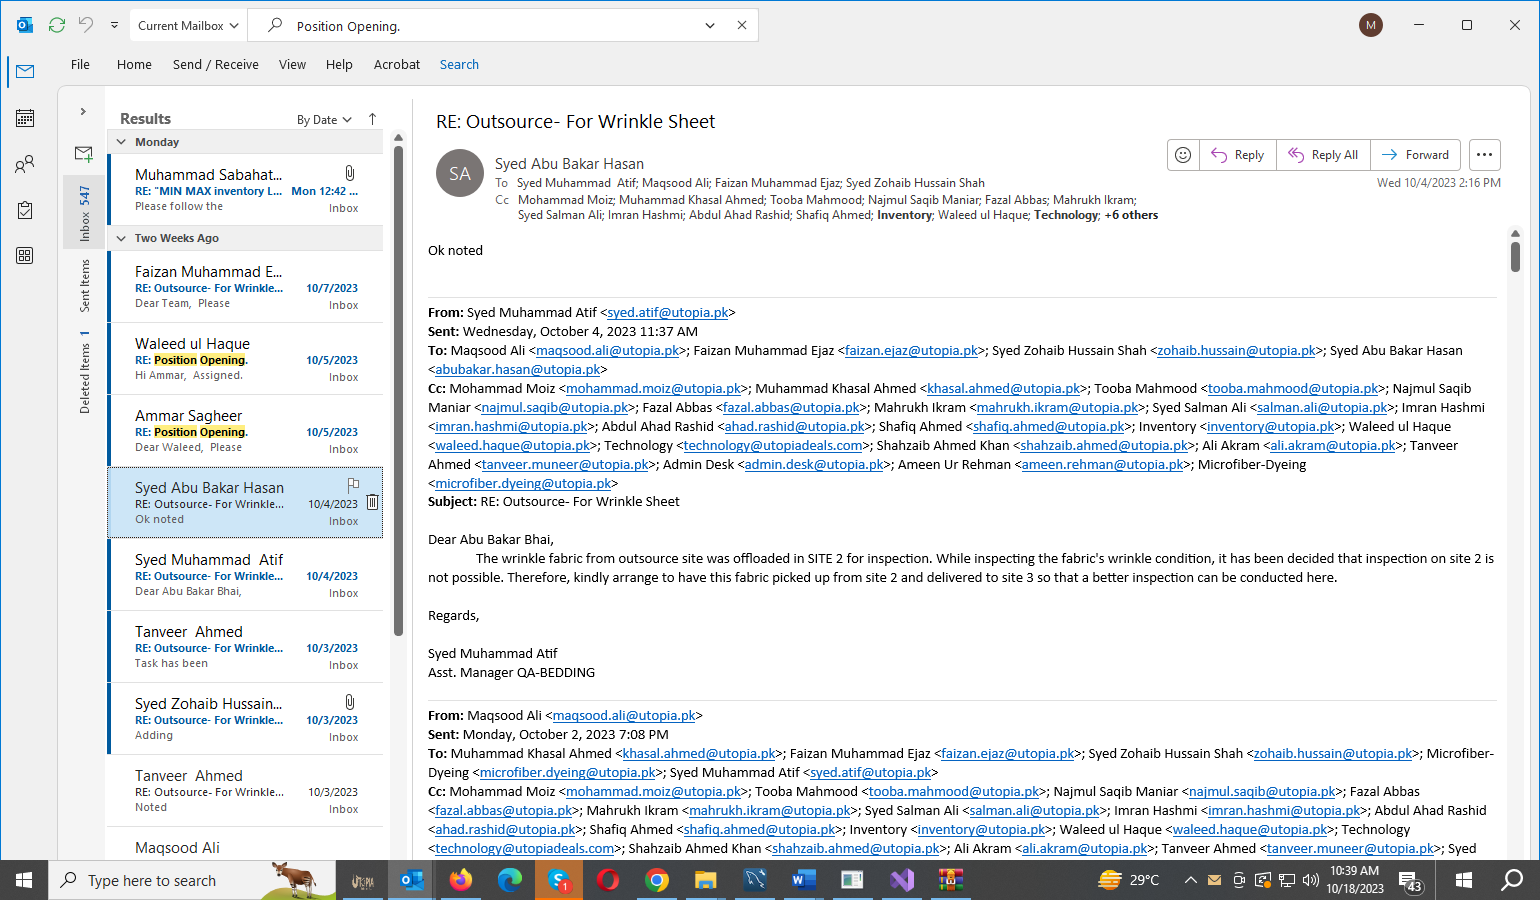 Current Mailbox
Position Opening.
M
File Home Send / Receive View Help Acrobat Search
Results By Date
Inbox 547
Sent Items
Deleted Items 1
Monday
Muhammad Sabahat...
RE: "MIN MAX inventory L... Mon 12:42 ...
Please follow the Inbox
Two Weeks Ago
Faizan Muhammad E...
RE: Outsource- For Wrinkle... 10/7/2023
Dear Team, Please Inbox
Waleed ul Haque
RE: Position Opening. 10/5/2023
Hi Ammar, Assigned. Inbox
Ammar Sagheer
RE: Position Opening. 10/5/2023
Dear Waleed, Please Inbox
Syed Abu Bakar Hasan
RE: Outsource- For Wrinkle... 10/4/2023
Ok noted Inbox
Syed Muhammad Atif
RE: Outsource- For Wrinkle... 10/4/2023
Dear Abu Bakar Bhai, Inbox
Tanveer Ahmed
RE: Outsource- For Wrinkle... 10/3/2023
Task has been Inbox
Syed Zohaib Hussain...
RE: Outsource- For Wrinkle... 10/3/2023
Adding Inbox
Tanveer Ahmed
RE: Outsource- For Wrinkle... 10/3/2023
Noted Inbox
Maqsood Ali
RE: Outsource- For Wrinkle Sheet
SA
Syed Abu Bakar Hasan
Reply Reply All Forward
To Syed Muhammad Atif; Maqsood Ali; Faizan Muhammad Ejaz; Syed Zohaib Hussain Shah
Wed 10/4/2023 2:16 PM
Cc Mohammad Moiz; Muhammad Khasal Ahmed; Tooba Mahmood; Najmul Saqib Maniar; Fazal Abbas; Mahrukh Ikram;
Syed Salman Ali; Imran Hashmi; Abdul Ahad Rashid; Shafiq Ahmed; Inventory; Waleed ul Haque; Technology; +6 others
Ok noted
From: Syed Muhammad Atif <syed.atif@utopia.pk>
Sent: Wednesday, October 4, 2023 11:37 AM
To: Maqsood Ali <maqsood.ali@utopia.pk>; Faizan Muhammad Ejaz <faizan.ejaz@utopia.pk>; Syed Zohaib Hussain Shah <zohaib.hussain@utopia.pk>; Syed Abu Bakar Hasan
<abubakar.hasan@utopia.pk>
Cc: Mohammad Moiz <mohammad.moiz@utopia.pk>; Muhammad Khasal Ahmed <khasal.ahmed@utopia.pk>; Tooba Mahmood <tooba.mahmood@utopia.pk>; Najmul Saqib
Maniar <najmul.saqib@utopia.pk>; Fazal Abbas <fazal.abbas@utopia.pk>; Mahrukh Ikram <mahrukh.ikram@utopia.pk>; Syed Salman Ali <salman.ali@utopia.pk>; Imran Hashmi
<imran.hashmi@utopia.pk>; Abdul Ahad Rashid <ahad.rashid@utopia.pk>; Shafiq Ahmed <shafiq.ahmed@utopia.pk>; Inventory <inventory@utopia.pk>; Waleed ul Haque
<waleed.haque@utopia.pk>; Technology <technology@utopiadeals.com>; Shahzaib Ahmed Khan <shahzaib.ahmed@utopia.pk>; Ali Akram <ali.akram@utopia.pk>; Tanveer
Ahmed <tanveer.muneer@utopia.pk>; Admin Desk <admin.desk@utopia.pk>; Ameen Ur Rehman <ameen.rehman@utopia.pk>; Microfiber-Dyeing
<microfiber.dyeing@utopia.pk>
Subject: RE: Outsource- For Wrinkle Sheet
Dear Abu Bakar Bhai,
The wrinkle fabric from outsource site was offloaded in SITE 2 for inspection. While inspecting the fabric's wrinkle condition, it has been decided that inspection on site 2 is
not possible. Therefore, kindly arrange to have this fabric picked up from site 2 and delivered to site 3 so that a better inspection can be conducted here.
Regards,
Syed Muhammad Atif
Asst. Manager QA-BEDDING
From: Maqsood Ali <maqsood.ali@utopia.pk>
Sent: Monday, October 2, 2023 7:08 PM
To: Muhammad Khasal Ahmed <khasal.ahmed@utopia.pk>; Faizan Muhammad Ejaz <faizan.ejaz@utopia.pk>; Syed Zohaib Hussain Shah <zohaib.hussain@utopia.pk>; Microfiber-
Dyeing <microfiber.dyeing@utopia.pk>; Syed Muhammad Atif <syed.atif@utopia.pk>
Cc: Mohammad Moiz <mohammad.moiz@utopia.pk>; Tooba Mahmood <tooba.mahmood@utopia.pk>; Najmul Saqib Maniar <najmul.saqib@utopia.pk>; Fazal Abbas
<fazal.abbas@utopia.pk>; Mahrukh Ikram <mahrukh.ikram@utopia.pk>; Syed Salman Ali <salman.ali@utopia.pk>; Imran Hashmi <imran.hashmi@utopia.pk>; Abdul Ahad Rashid
<ahad.rashid@utopia.pk>; Shafiq Ahmed <shafiq.ahmed@utopia.pk>; Inventory <inventory@utopia.pk>; Waleed ul Haque <waleed.haque@utopia.pk>; Technology
<technology@utopiadeals.com>; Shahzaib Ahmed Khan <shahzaib.ahmed@utopia.pk>; Ali Akram <ali.akram@utopia.pk>; Tanveer Ahmed <tanveer.muneer@utopia.pk>; Syed
Type here to search
UTOPIA
1
29°C
10:39 AM
10/18/2023
43